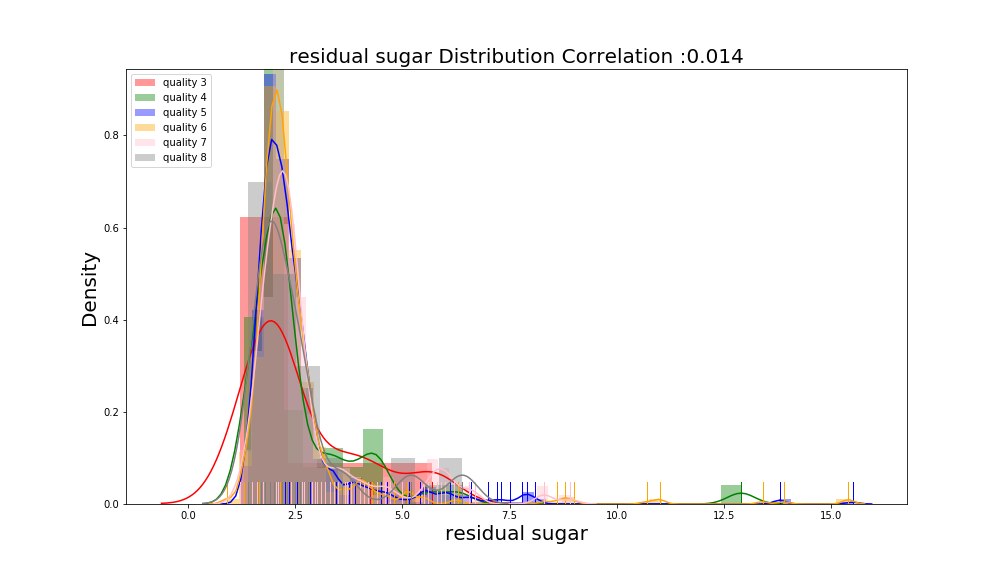 residual sugar Distribution Correlation :0.014
quality 3
quality 4
quality 5
quality 6
quality 7
quality 8
Density
0.8
0.6
0.4
0.2
0.0
0.0 2.5 5.0 7.5 10.0 12.5 15.0
residual sugar